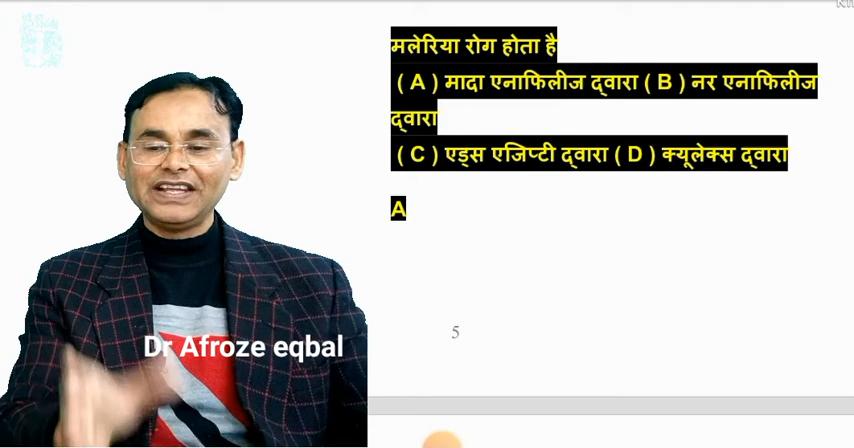 मलेरिया रोग होता है
( A ) मादा एनाफिलीज द्वारा ( B ) नर एनाफिलीज
द्वारा
( C ) एड्स एजिप्टी द्वारा ( D ) क्यूलेक्स द्वारा
A
Dr Afroze eqbal
5